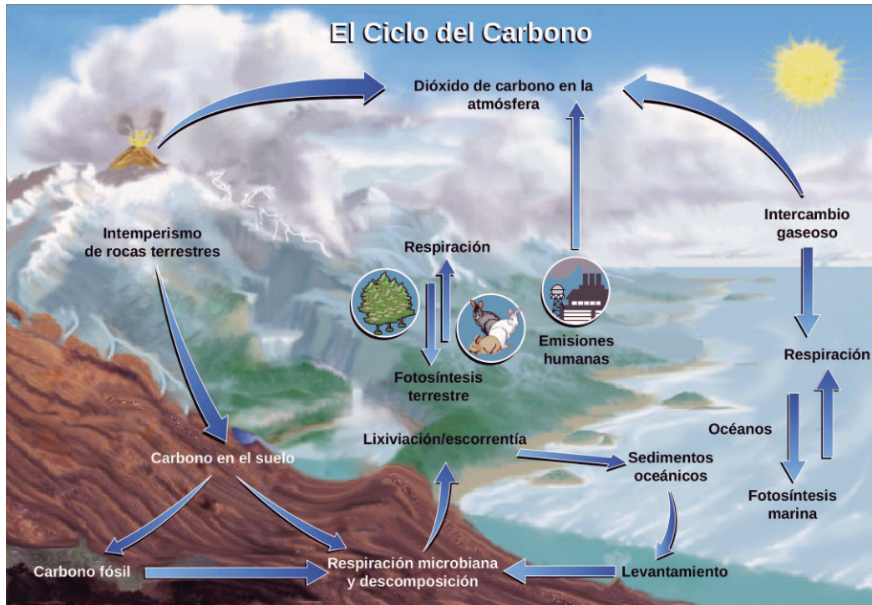 El Ciclo del Carbono
Dióxido de carbono en la
atmósfera
Intercambio
gaseoso
Intemperismo
de rocas terrestres
Respiración
Emisiones
humanas
Respiración
Fotosíntesis
terrestre
Océanos
Lixiviación/escorrentía
Carbono en el suelo
Sedimentos
oceánicos
Fotosíntesis
marina
Carbono fósil
Respiración microbiana
y descomposición
Levantamiento